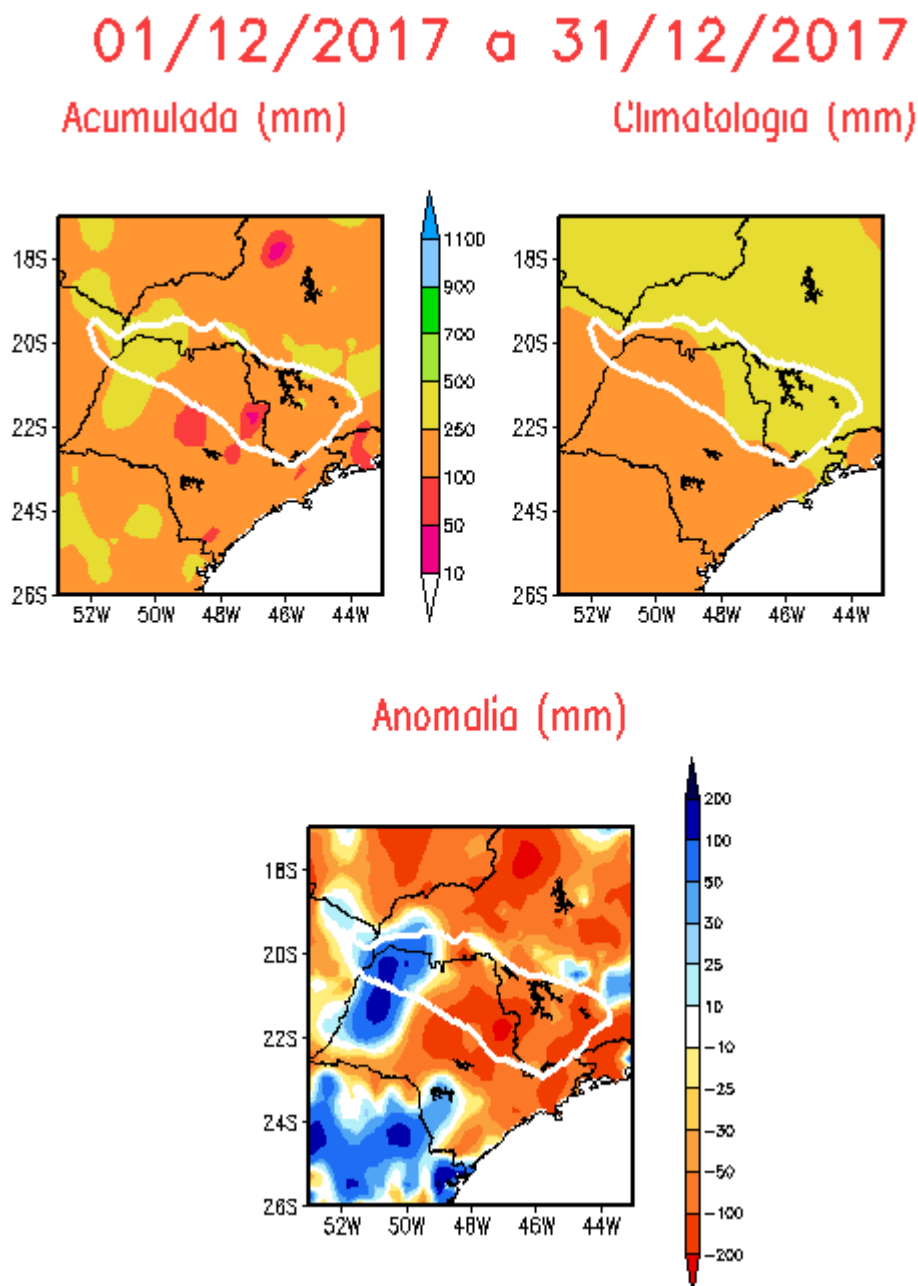 01/12/2017 a 31/12/2017
Acumulada (mm)
Climatologia (mm)
18S
20S
22S
24S
26S
52W 50W 48W 46W 44W
1100
900
700
500
250
100
50
10
18S
20S
22S
24S
26S
52W 50W 48W 46W 44W
Anomalia (mm)
18S
20S
22S
24S
26S
52W 50W 48W 46W 44W
200
100
50
30
25
10
-10
-25
-30
-50
-100
-200